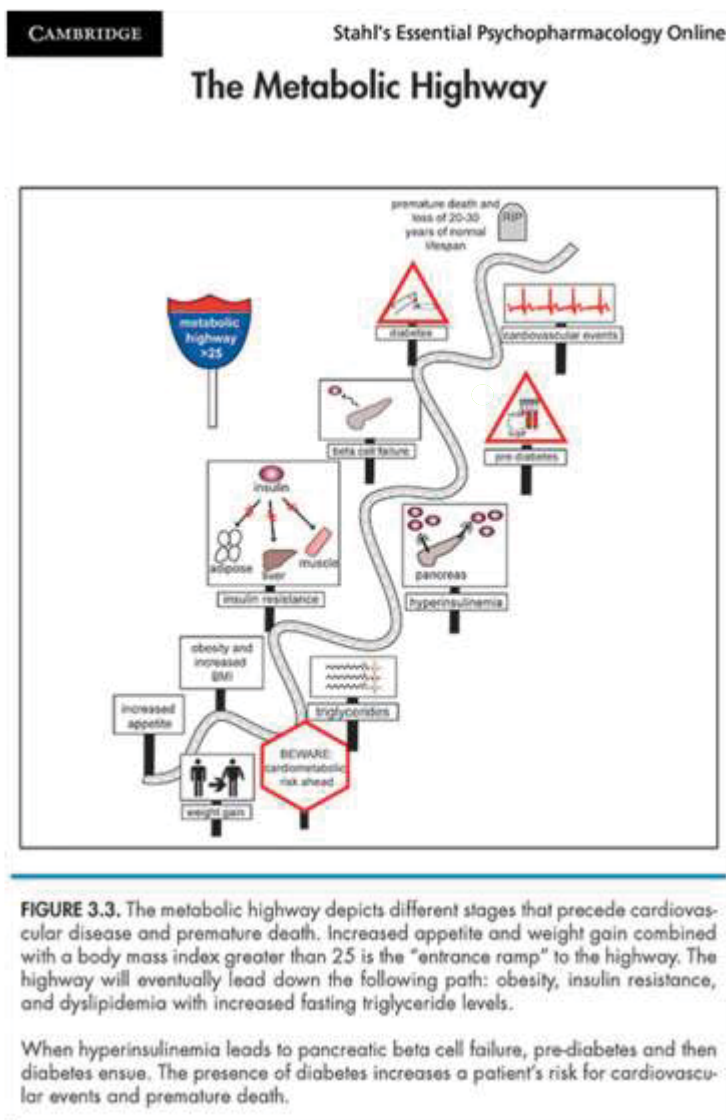 CAMBRIDGE
Stahl's Essential Psychopharmacology Online
The Metabolic Highway
premature death and
loss of 20-30
years of normal
lifespan
RIP
metabolic
highway
>25
diabetes
cardiovascular events
beta cell failure
pre-diabetes
insulin
adipose
liver
muscle
insulin resistance
pancreas
hyperinsulinemia
obesity and
increased
BMI
increased
appetite
triglycerides
BEWARE:
cardiometabolic
risk ahead
weight gain
FIGURE 3.3. The metabolic highway depicts different stages that precede cardiovas-
cular disease and premature death. Increased appetite and weight gain combined
with a body mass index greater than 25 is the "entrance ramp" to the highway. The
highway will eventually lead down the following path: obesity, insulin resistance,
and dyslipidemia with increased fasting triglyceride levels.
When hyperinsulinemia leads to pancreatic beta cell failure, pre-diabetes and then
diabetes ensue. The presence of diabetes increases a patient's risk for cardiovascu-
lar events and premature death.